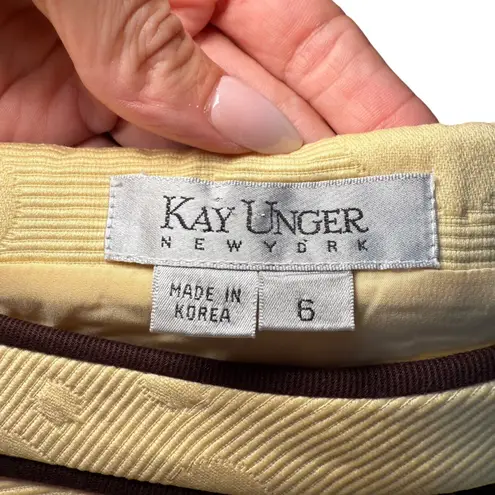 KAY UNGER
NEW YORK
MADE IN
KOREA
6